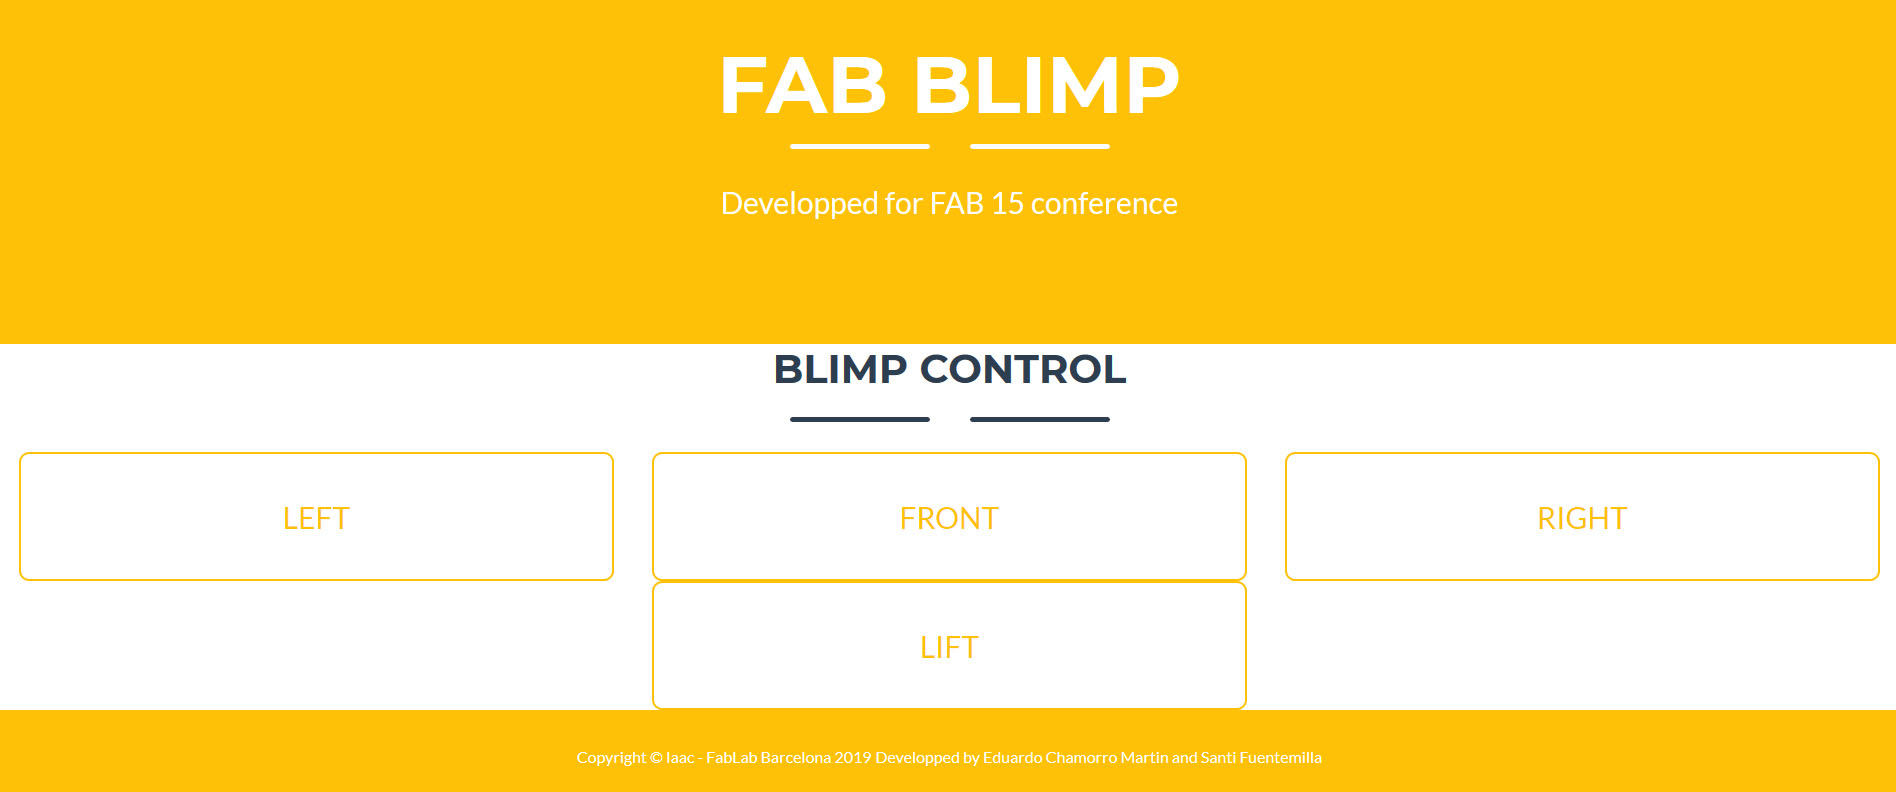 FAB BLIMP
Developped for FAB 15 conference
BLIMP CONTROL
LEFT
FRONT
RIGHT
LIFT
Copyright © Iaac - FabLab Barcelona 2019 Developped by Eduardo Chamorro Martin and Santi Fuentemilla